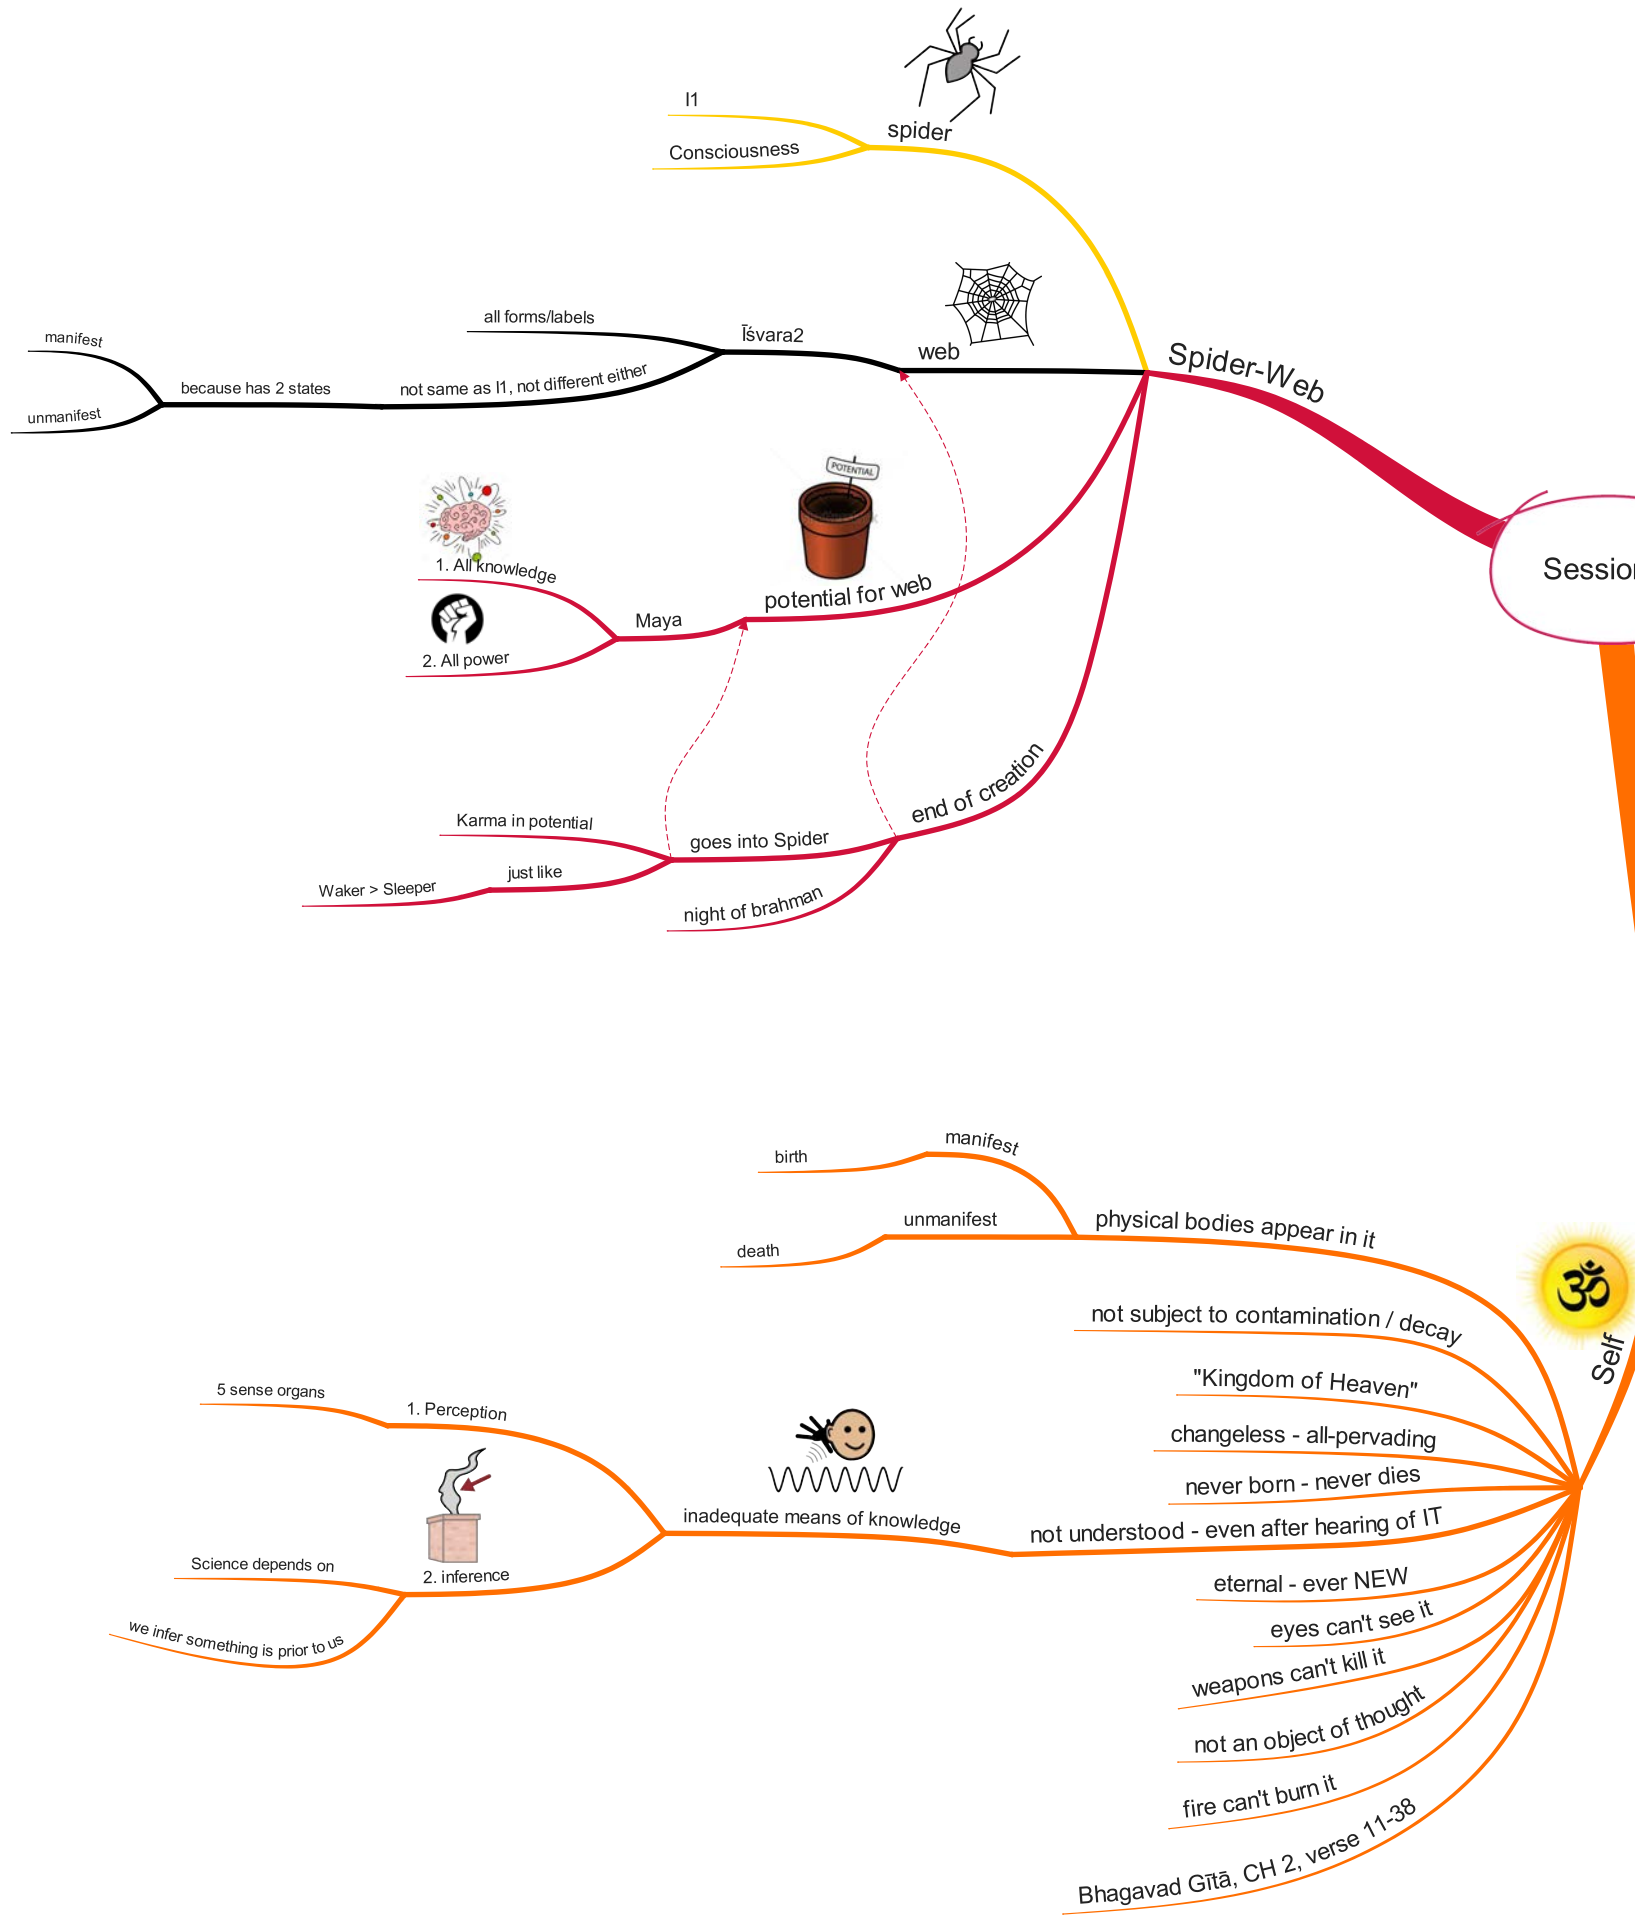 I1
Consciousness
spider
Spider-Web
manifest
unmanifest
because has 2 states
all forms/labels
not same as I1, not different either
Īśvara2
web
POTENTIAL
1. All knowledge
2. All power
Maya
potential for web
Karma in potential
Waker > Sleeper
just like
goes into Spider
night of brahman
end of creation
birth
manifest
death
unmanifest
physical bodies appear in it
not subject to contamination / decay
"Kingdom of Heaven"
changeless - all-pervading
never born - never dies
5 sense organs
1. Perception
Science depends on
we infer something is prior to us
2. inference
inadequate means of knowledge
not understood - even after hearing of IT
eternal - ever NEW
eyes can't see it
weapons can't kill it
not an object of thought
fire can't burn it
Bhagavad Gītā, CH 2, verse 11-38
ॐ
Self